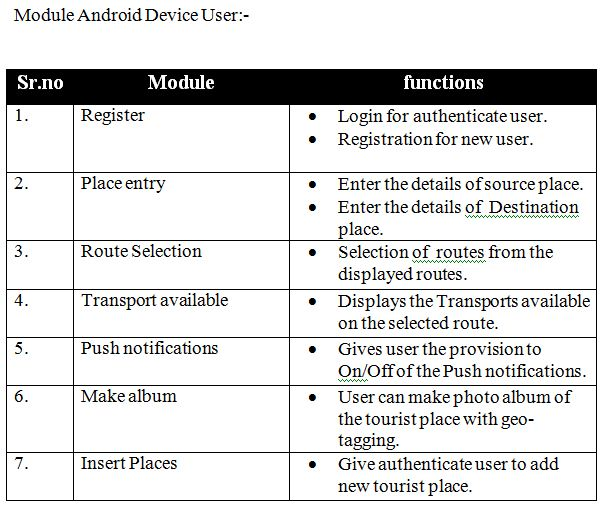 Module Android Device User:-
Sr.no Module functions
1. Register • Login for authenticate user.
• Registration for new user.
2. Place entry • Enter the details of source place.
• Enter the details of Destination
place.
3. Route Selection • Selection of routes from the
displayed routes.
4. Transport available • Displays the Transports available
on the selected route.
5. Push notifications • Gives user the provision to
On/Off of the Push notifications.
6. Make album • User can make photo album of
the tourist place with geo-
tagging.
7. Insert Places • Give authenticate user to add
new tourist place.